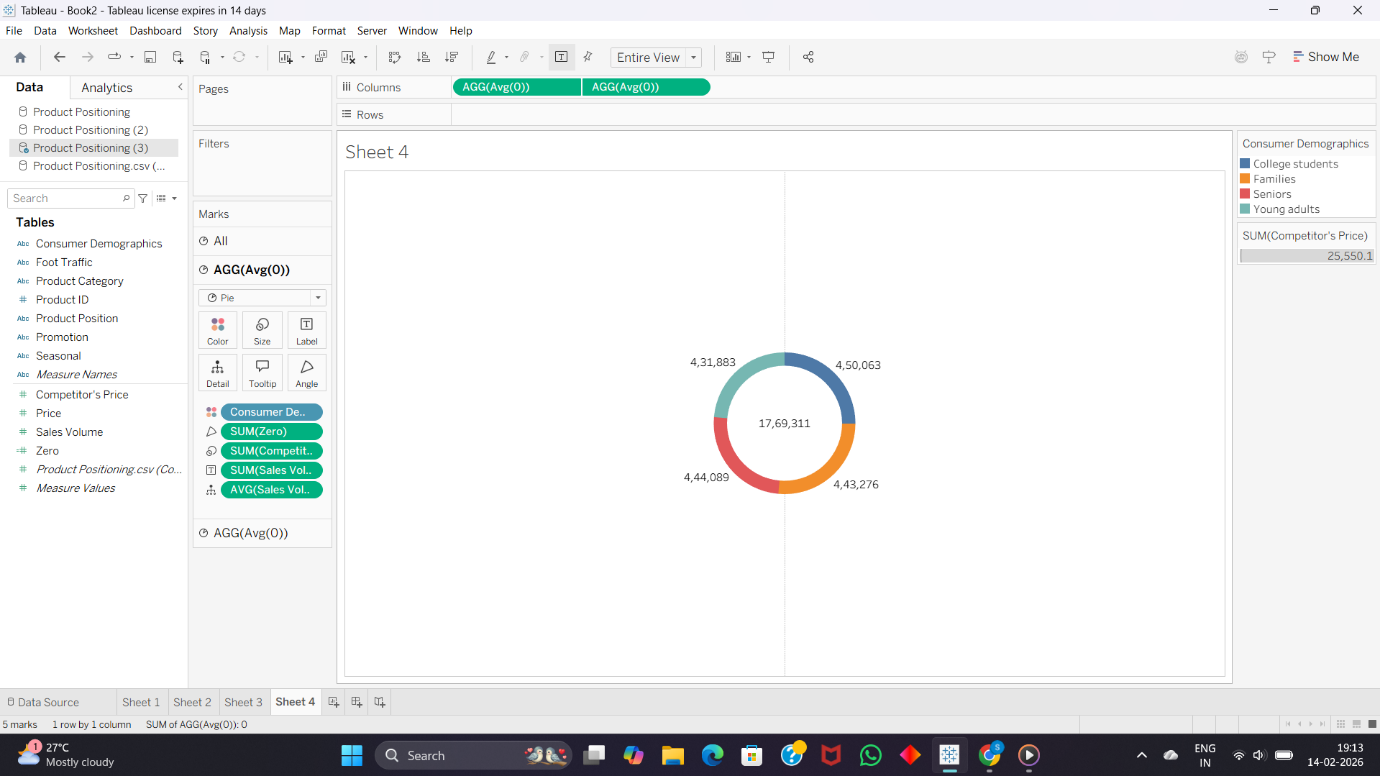 Tableau - Book2 - Tableau license expires in 14 days
File Data Worksheet Dashboard Story Analysis Map Format Server Window Help
Entire View
Show Me
Data Analytics
Product Positioning
Product Positioning (2)
Product Positioning (3)
Product Positioning.csv (...
Search
Tables
Abc Consumer Demographics
Abc Foot Traffic
Abc Product Category
# Product ID
Abc Product Position
Abc Promotion
Abc Seasonal
Abc Measure Names
# Competitor's Price
# Price
# Sales Volume
=# Zero
# Product Positioning.csv (Co...
# Measure Values
Pages
Filters
Marks
All
AGG(Avg(0))
Pie
Color Size Label
Detail Tooltip Angle
Consumer De..
SUM(Zero)
SUM(Competit..
SUM(Sales Vol..
AVG(Sales Vol..
AGG(Avg(0))
Columns AGG(Avg(0)) AGG(Avg(0))
Rows
Sheet 4
4,31,883 4,50,063
17,69,311
4,44,089 4,43,276
Consumer Demographics
College students
Families
Seniors
Young adults
SUM(Competitor's Price)
25,550.1
Data Source Sheet 1 Sheet 2 Sheet 3 Sheet 4
5 marks 1 row by 1 column SUM of AGG(Avg(0)): 0
1
27°C
Mostly cloudy
Search
S
ENG
IN
19:13
14-02-2026